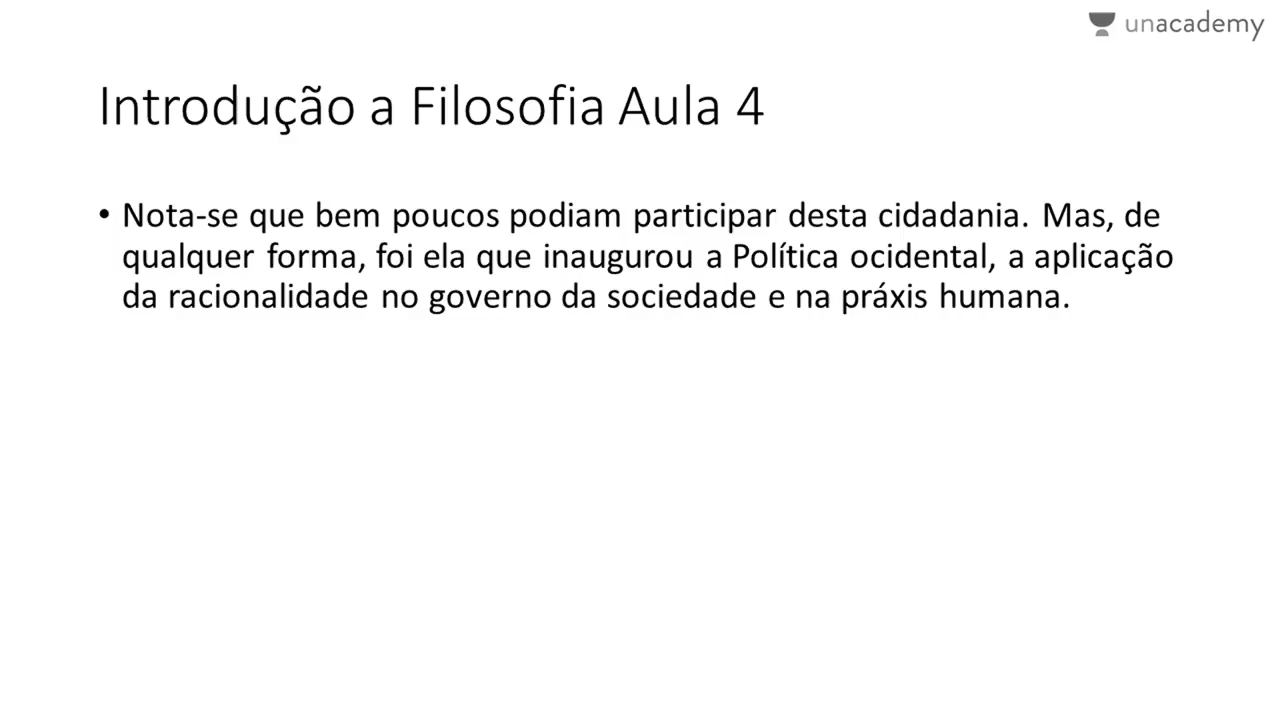 unacademy
Introdução a Filosofia Aula 4
• Nota-se que bem poucos podiam participar desta cidadania. Mas, de
qualquer forma, foi ela que inaugurou a Política ocidental, a aplicação
da racionalidade no governo da sociedade e na práxis humana.